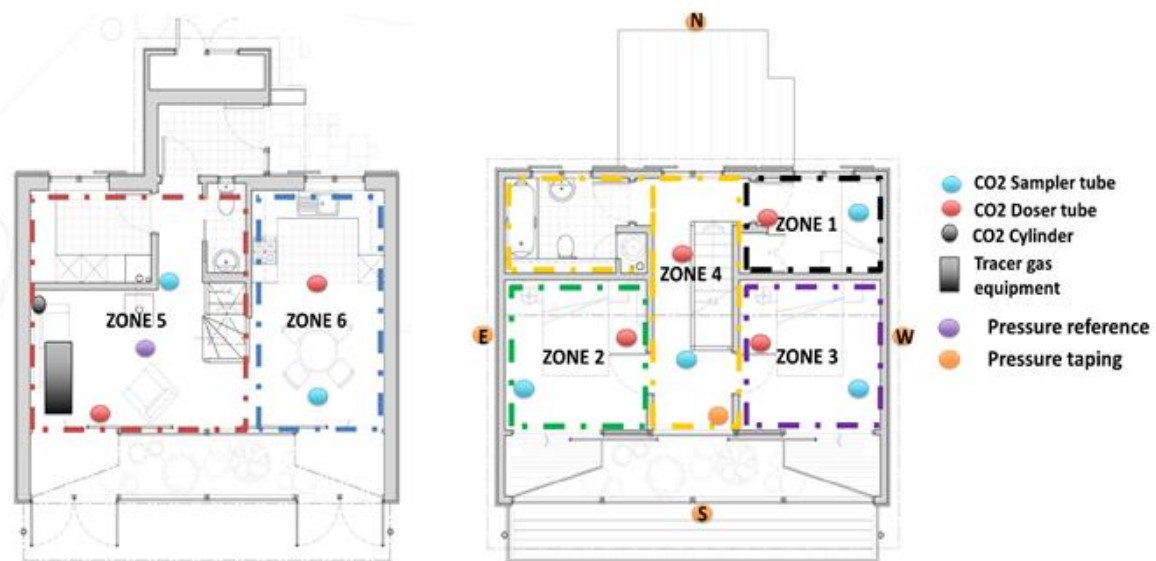 N
ZONE 1
ZONE 4
ZONE 5
ZONE 6
E
ZONE 2
ZONE 3
W
S
CO2 Sampler tube
CO2 Doser tube
CO2 Cylinder
Tracer gas
equipment
Pressure reference
Pressure taping